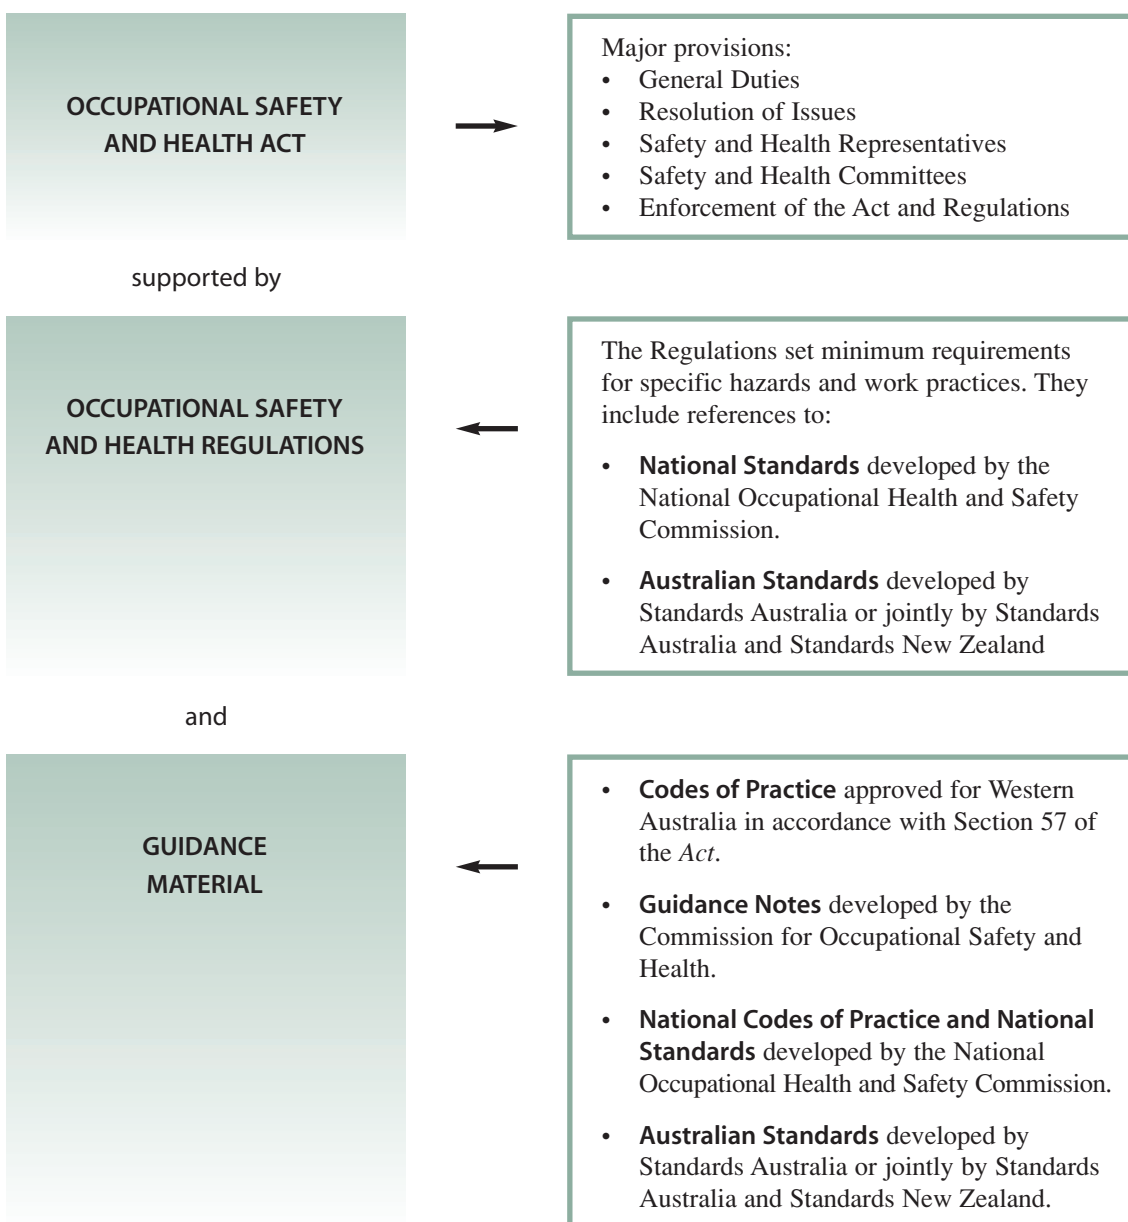 OCCUPATIONAL SAFETY
AND HEALTH ACT
Major provisions:
• General Duties
• Resolution of Issues
• Safety and Health Representatives
• Safety and Health Committees
• Enforcement of the Act and Regulations
supported by
OCCUPATIONAL SAFETY
AND HEALTH REGULATIONS
The Regulations set minimum requirements
for specific hazards and work practices. They
include references to:
• National Standards developed by the
National Occupational Health and Safety
Commission.
• Australian Standards developed by
Standards Australia or jointly by Standards
Australia and Standards New Zealand
and
GUIDANCE
MATERIAL
• Codes of Practice approved for Western
Australia in accordance with Section 57 of
the Act.
• Guidance Notes developed by the
Commission for Occupational Safety and
Health.
• National Codes of Practice and National
Standards developed by the National
Occupational Health and Safety Commission.
• Australian Standards developed by
Standards Australia or jointly by Standards
Australia and Standards New Zealand.